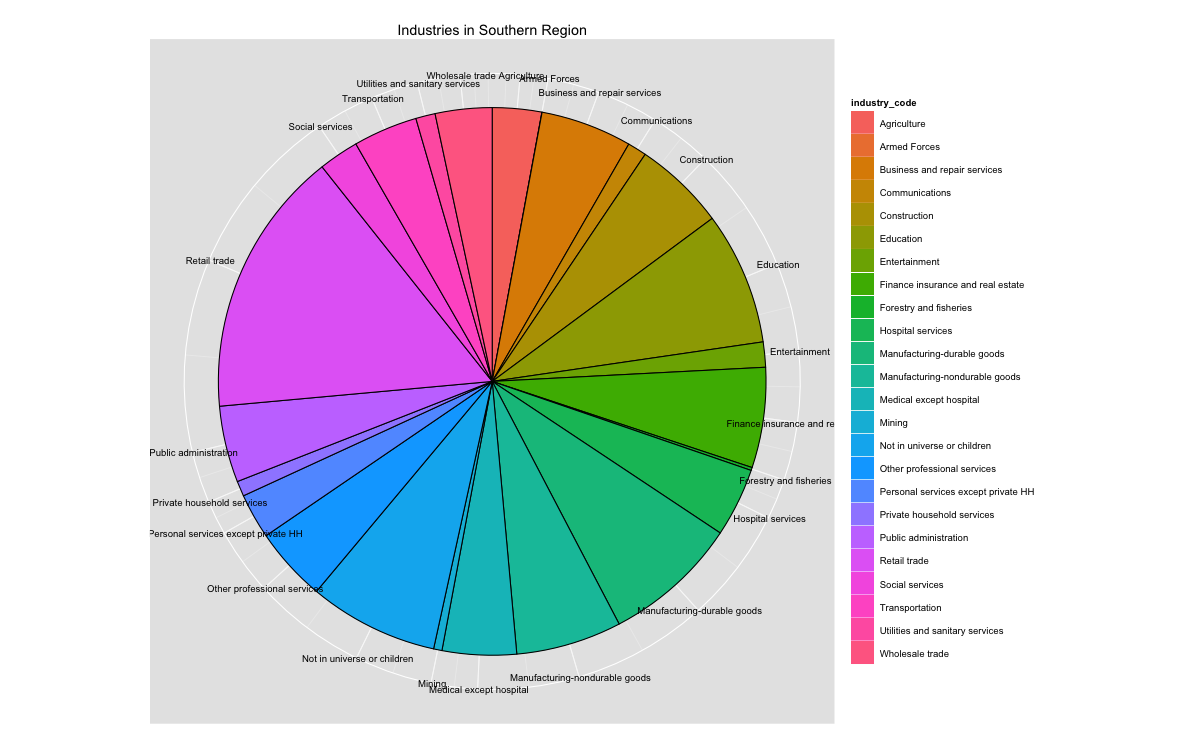 Industries in Southern Region
Wholesale trade
Agriculture
Armed Forces
Utilities and sanitary services
Business and repair services
Transportation
Communications
Social services
Construction
Retail trade
Education
Entertainment
Finance insurance and re
Public administration
Forestry and fisheries
Private household services
Hospital services
Personal services except private HH
Other professional services
Manufacturing-durable goods
Not in universe or children
Manufacturing-nondurable goods
Mining
Medical except hospital
industry_code
Agriculture
Armed Forces
Business and repair services
Communications
Construction
Education
Entertainment
Finance insurance and real estate
Forestry and fisheries
Hospital services
Manufacturing-durable goods
Manufacturing-nondurable goods
Medical except hospital
Mining
Not in universe or children
Other professional services
Personal services except private HH
Private household services
Public administration
Retail trade
Social services
Transportation
Utilities and sanitary services
Wholesale trade